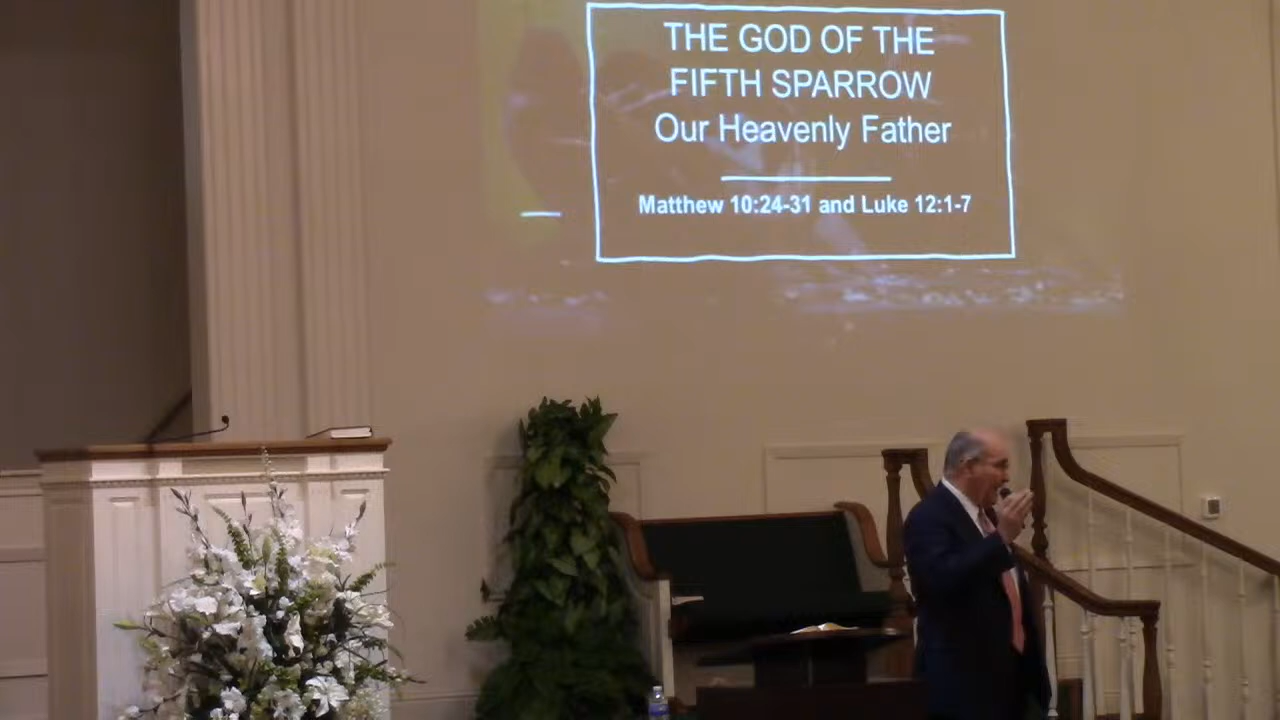 THE GOD OF THE
FIFTH SPARROW
Our Heavenly Father
Matthew 10:24-31 and Luke 12:1-7